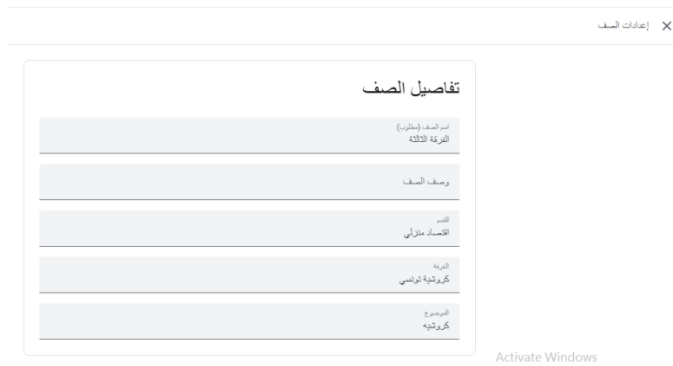 إعدادات الصف
تفاصيل الصف
اسم الصف (مطلوب)
الفرقة الثالثة
وصف الصف
القسم
اقتصاد منزلي
الغرفة
كروشية تونسي
الموضوع
كروشيه
Activate Windows